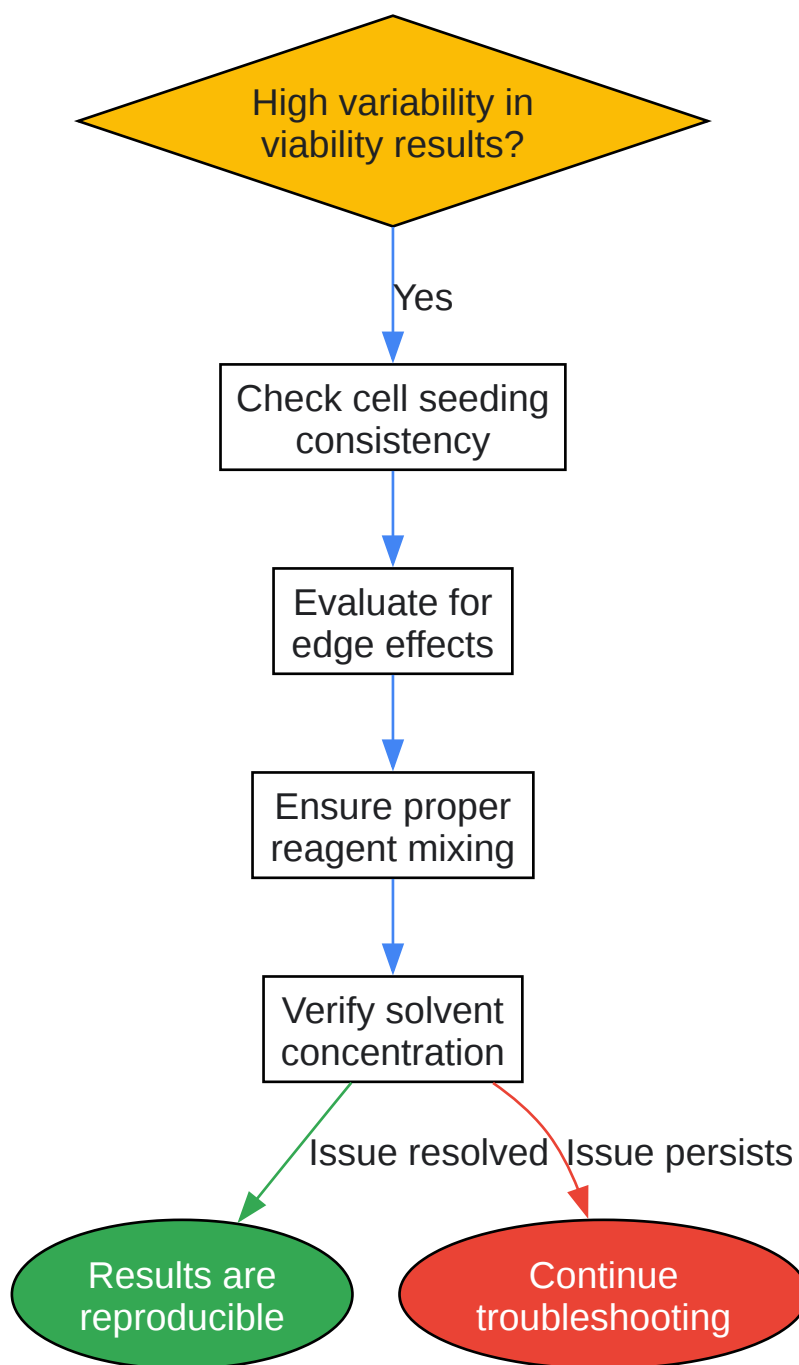 High variability in
viability results?
Yes
Check cell seeding
consistency
Evaluate for
edge effects
Ensure proper
reagent mixing
Verify solvent
concentration
Issue resolved
Issue persists
Results are
reproducible
Continue
troubleshooting